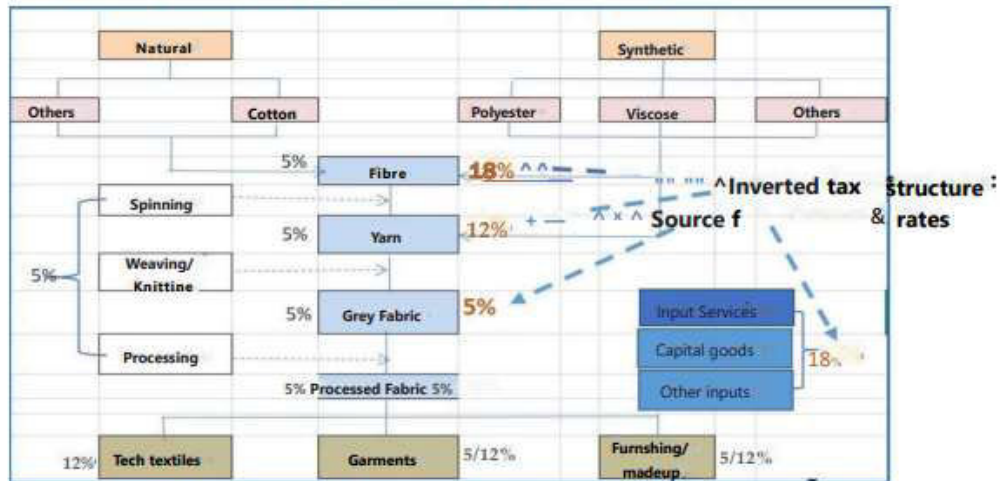 Natural
Synthetic
Others
Cotton
Polyester
Viscose
Others
5%
Fibre
18% ^ ^
"" "" ^Inverted tax structure :
Spinning
5%
Yarn
12%
+ — ^ × ^ Source f & rates
Weaving/
Knittine
5%
5%
Grey Fabric
5%
Input Services
Processing
Capital goods
18%
5% Processed Fabric 5%
Other inputs
12%
Tech textiles
Garments
5/12%
Furnshing/
madeup
5/12%